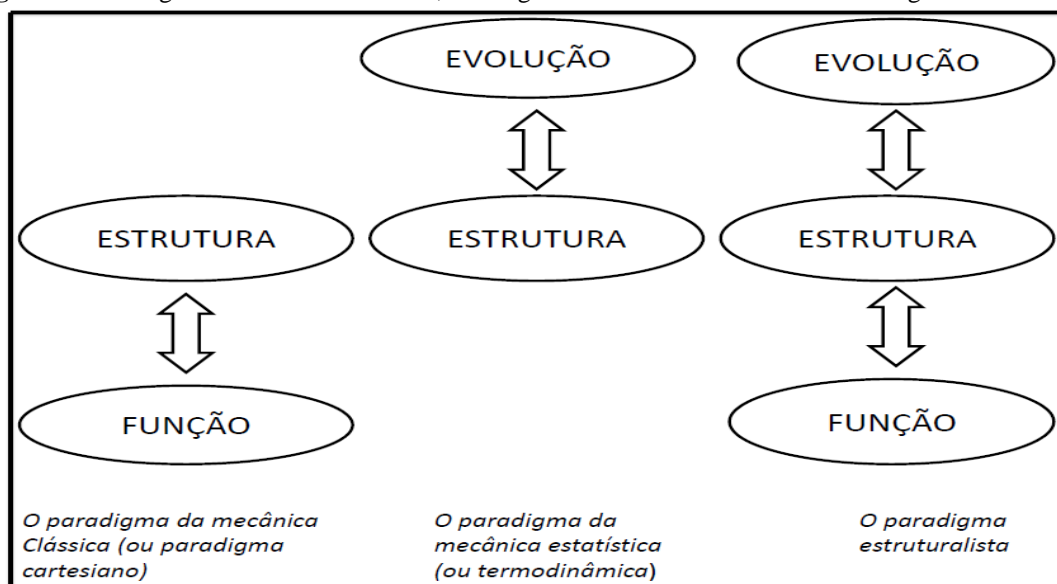 EVOLUÇÃO
EVOLUÇÃO
ESTRUTURA
ESTRUTURA
ESTRUTURA
FUNÇÃO
FUNÇÃO
O paradigma da mecânica
Clássica (ou paradigma
cartesiano)
O paradigma da
mecânica estatística
(ou termodinâmica)
O paradigma
estruturalista